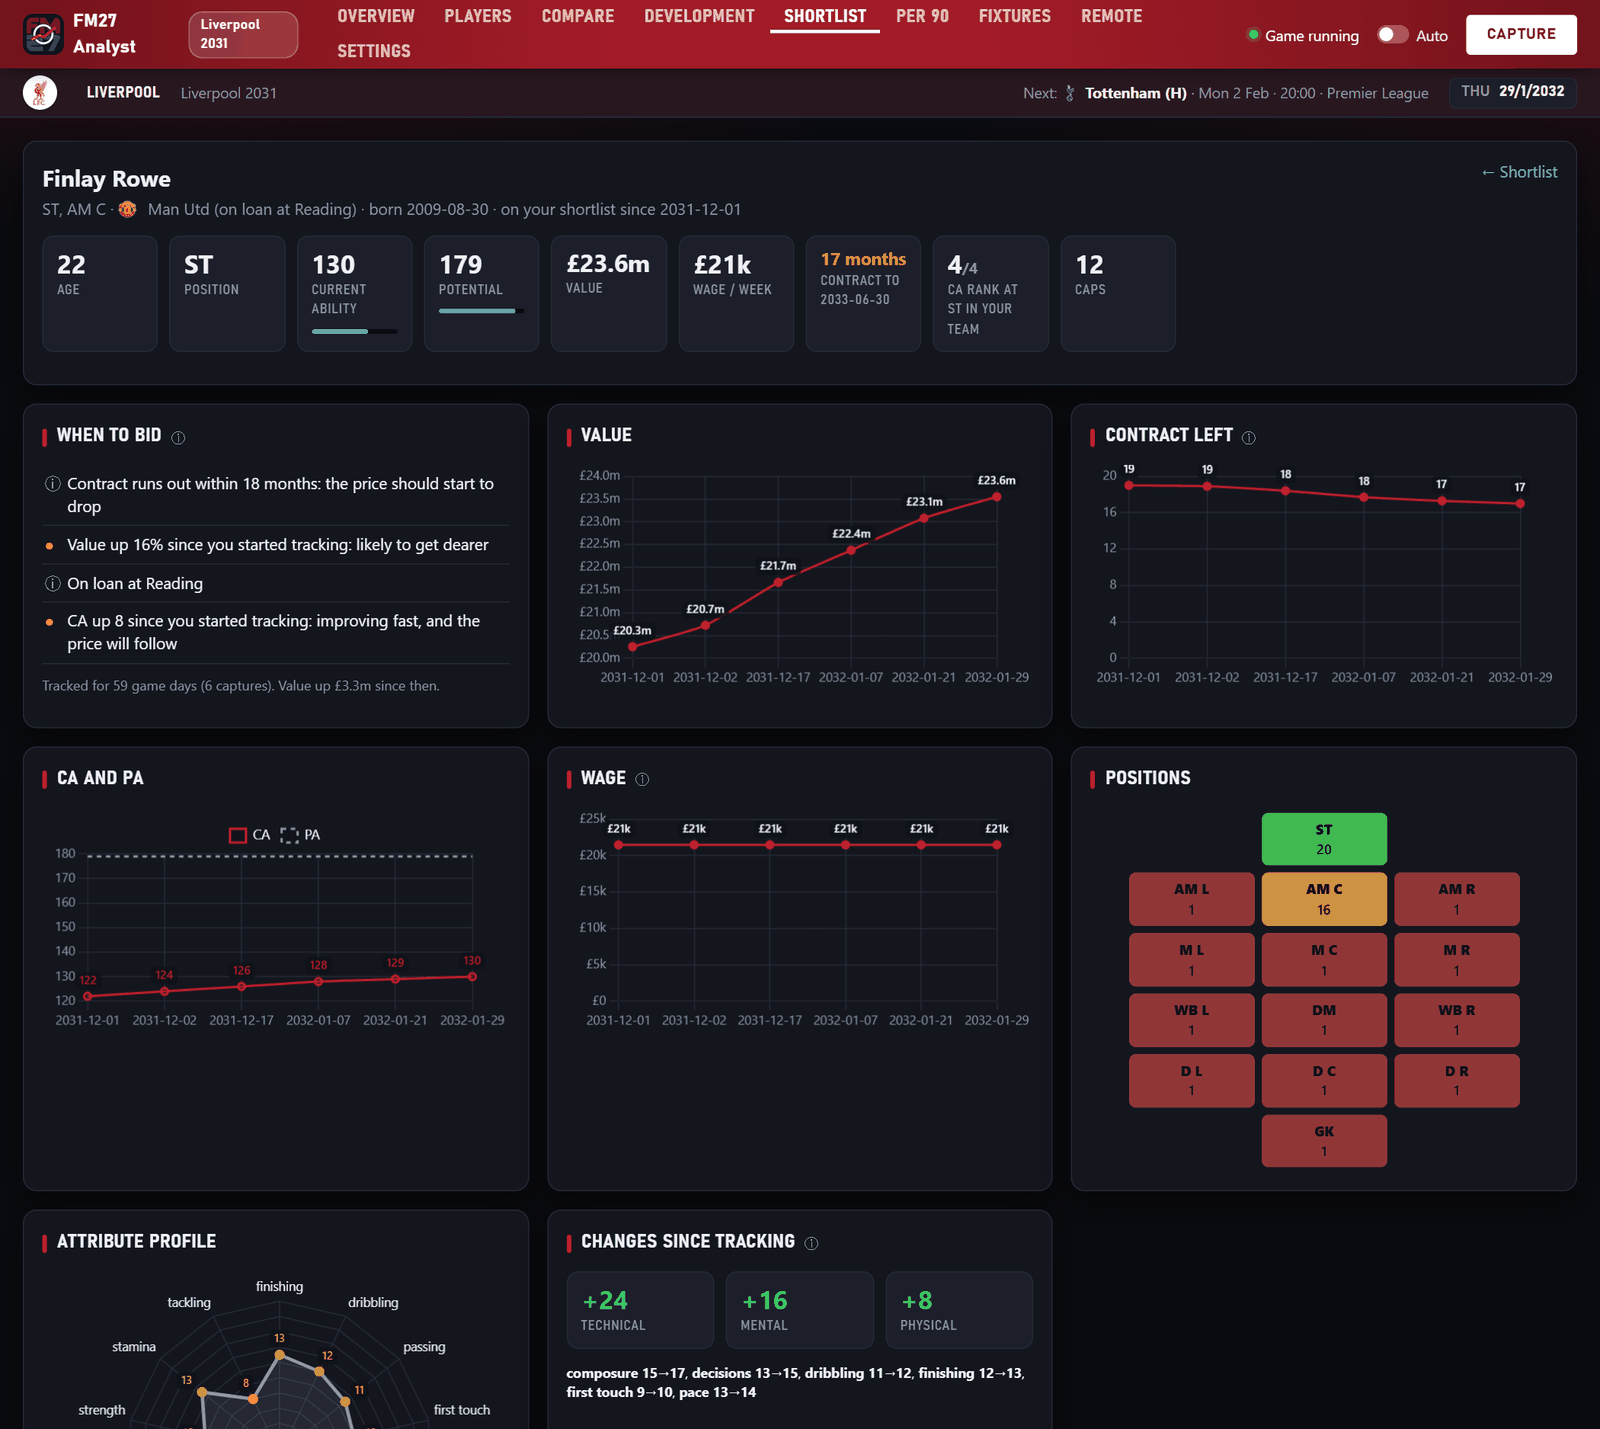 FM27 Analyst
Liverpool 2031
OVERVIEW PLAYERS COMPARE DEVELOPMENT SHORTLIST PER 90 FIXTURES REMOTE
SETTINGS
Game running
Auto
CAPTURE
LIVERPOOL Liverpool 2031
Next: Tottenham (H) · Mon 2 Feb · 20:00 · Premier League
THU 29/1/2032
Finlay Rowe
← Shortlist
ST, AM C · Man Utd (on loan at Reading) · born 2009-08-30 · on your shortlist since 2031-12-01
22
AGE
ST
POSITION
130
CURRENT
ABILITY
179
POTENTIAL
£23.6m
VALUE
£21k
WAGE / WEEK
17 months
CONTRACT TO
2033-06-30
4/4
CA RANK AT
ST IN YOUR
TEAM
12
CAPS
WHEN TO BID ⓘ
ⓘ Contract runs out within 18 months: the price should start to
drop
Value up 16% since you started tracking: likely to get dearer
ⓘ On loan at Reading
CA up 8 since you started tracking: improving fast, and the
price will follow
Tracked for 59 game days (6 captures). Value up £3.3m since then.
VALUE
£24.0m
£23.5m
£23.0m
£22.5m
£22.0m
£21.5m
£21.0m
£20.5
£20.0m
£20.3m
£20.7m
£21.7m
£22.4m
£23.1m
£23.6m
2031-12-01 2031-12-02 2031-12-17 2032-01-07 2032-01-21 2032-01-29
CONTRACT LEFT ⓘ
20
16
12
8
4
0
19 19 18 18 17 17
2031-12-01 2031-12-02 2031-12-17 2032-01-07 2032-01-21 2032-01-29
CA AND PA
CA PA
180
170
160
150
140
130
120
122 124 126 128 129 130
2031-12-01 2031-12-02 2031-12-17 2032-01-07 2032-01-21 2032-01-29
WAGE ⓘ
£25k
£20k
£15k
£10k
£5k
£0
£21k £21k £21k £21k £21k £21k
2031-12-01 2031-12-02 2031-12-17 2032-01-07 2032-01-21 2032-01-29
POSITIONS
ST
20
AM L AM C AM R
1 16 1
M L M C M R
1 1 1
WB L DM WB R
1 1 1
D L D C D R
1 1 1
GK
1
ATTRIBUTE PROFILE
finishing
tackling dribbling
stamina passing
strength first touch
13
12
11
13
8
CHANGES SINCE TRACKING ⓘ
+24
TECHNICAL
+16
MENTAL
+8
PHYSICAL
composure 15→17, decisions 13→15, dribbling 11→12, finishing 12→13,
first touch 9→10, pace 13→14